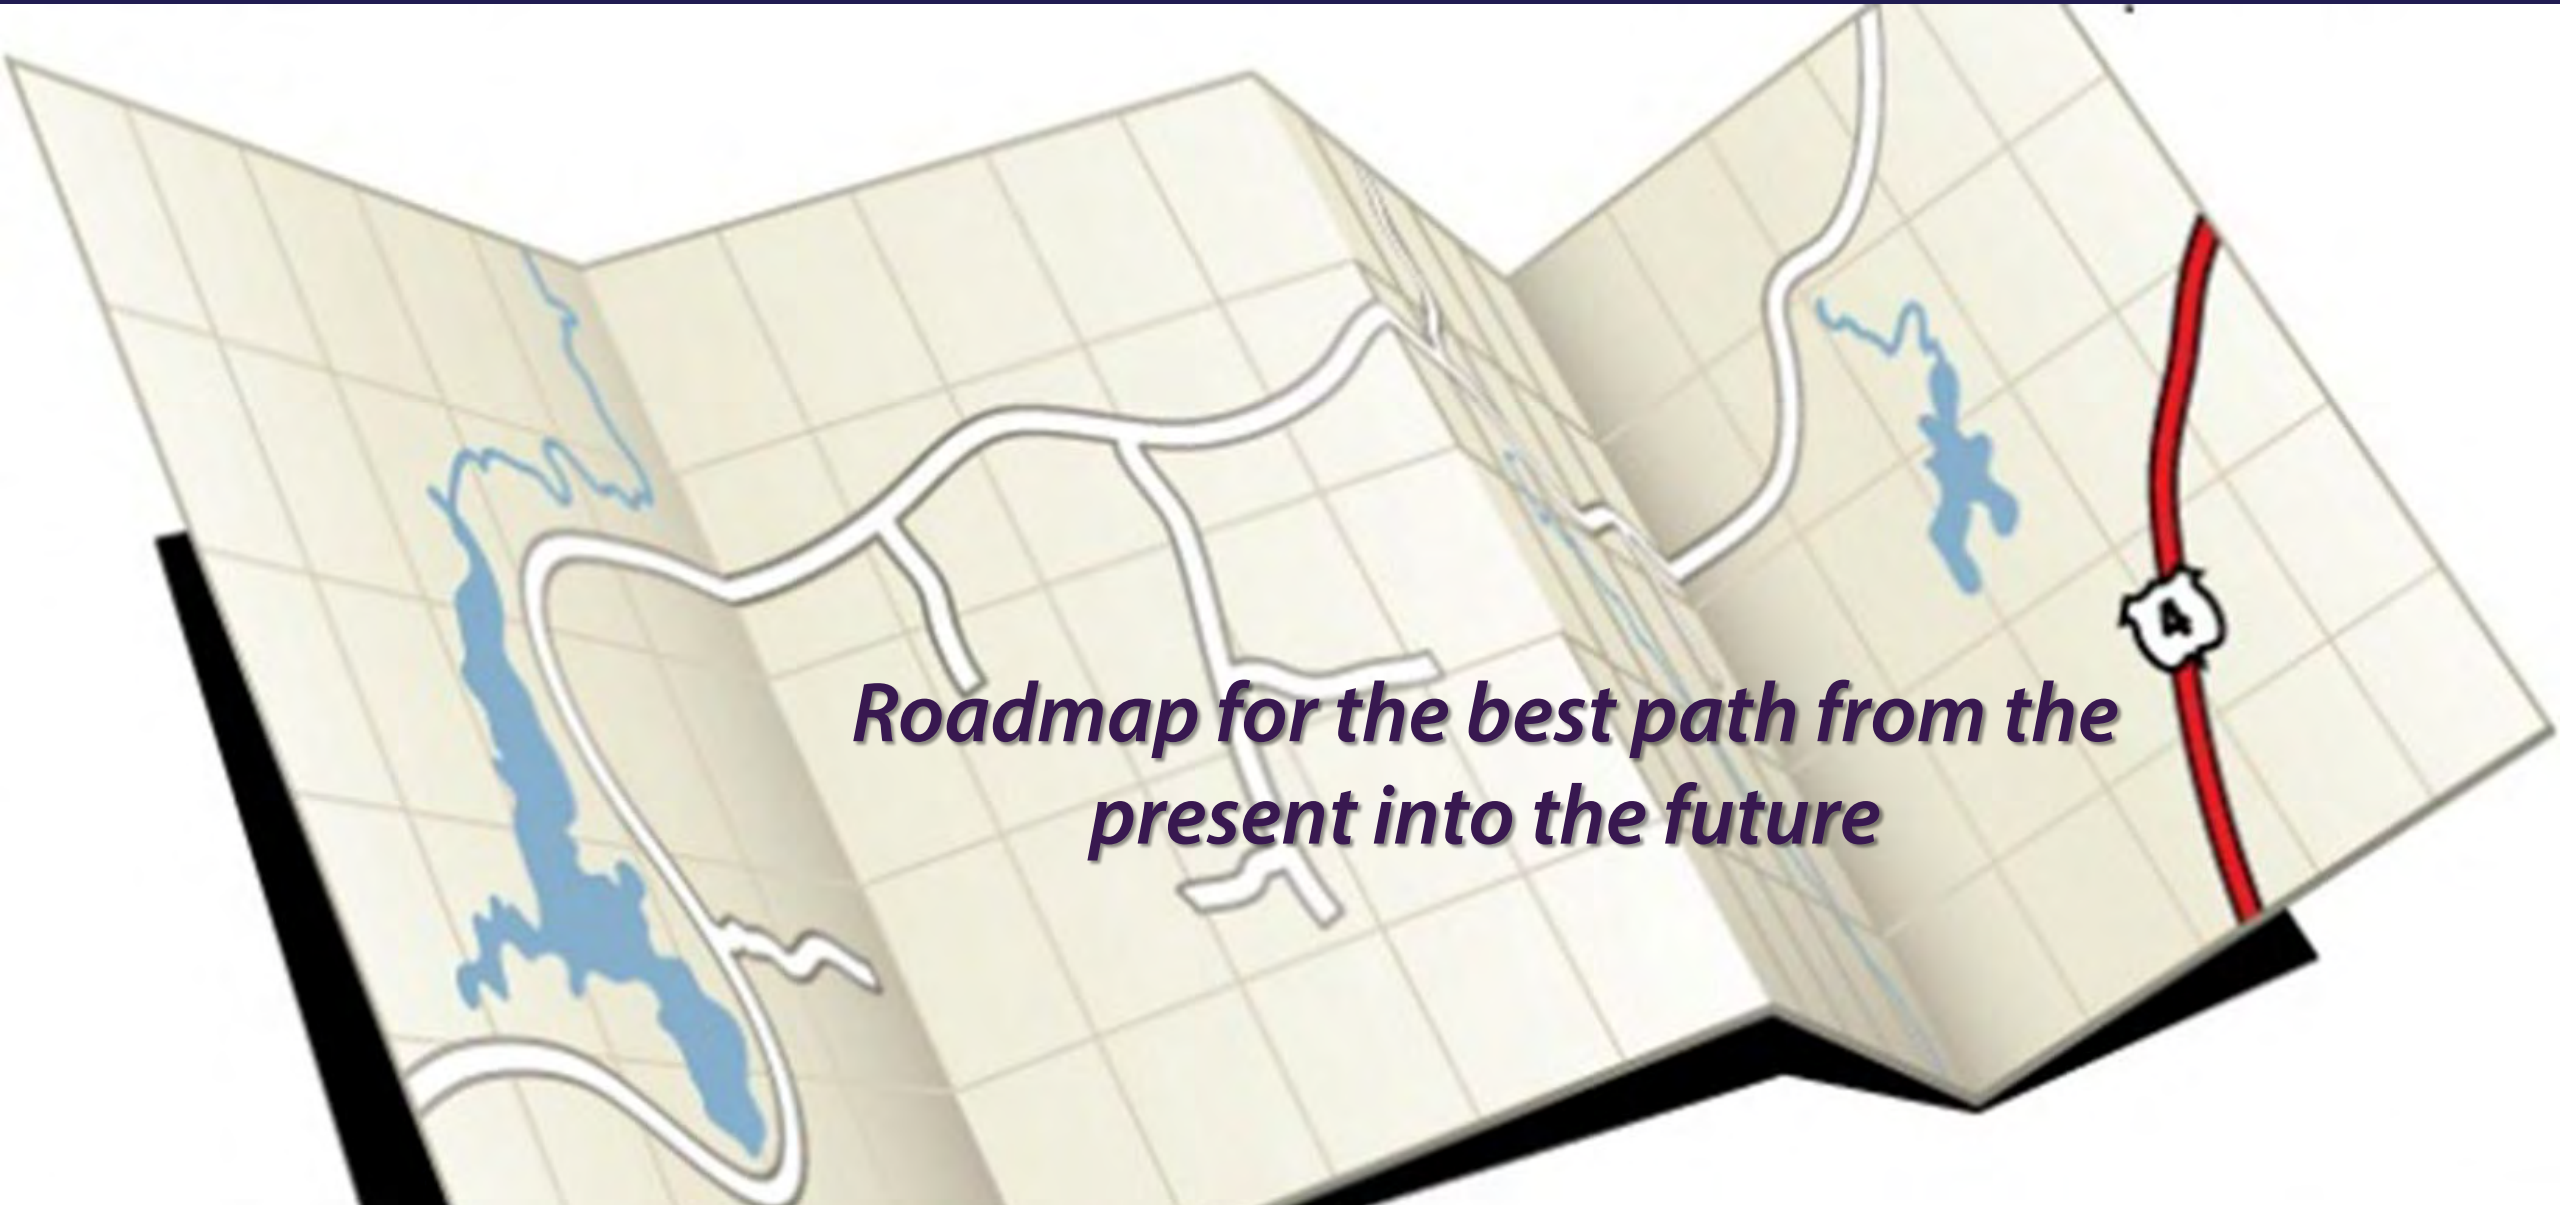 4
Roadmap for the best path from the
present into the future